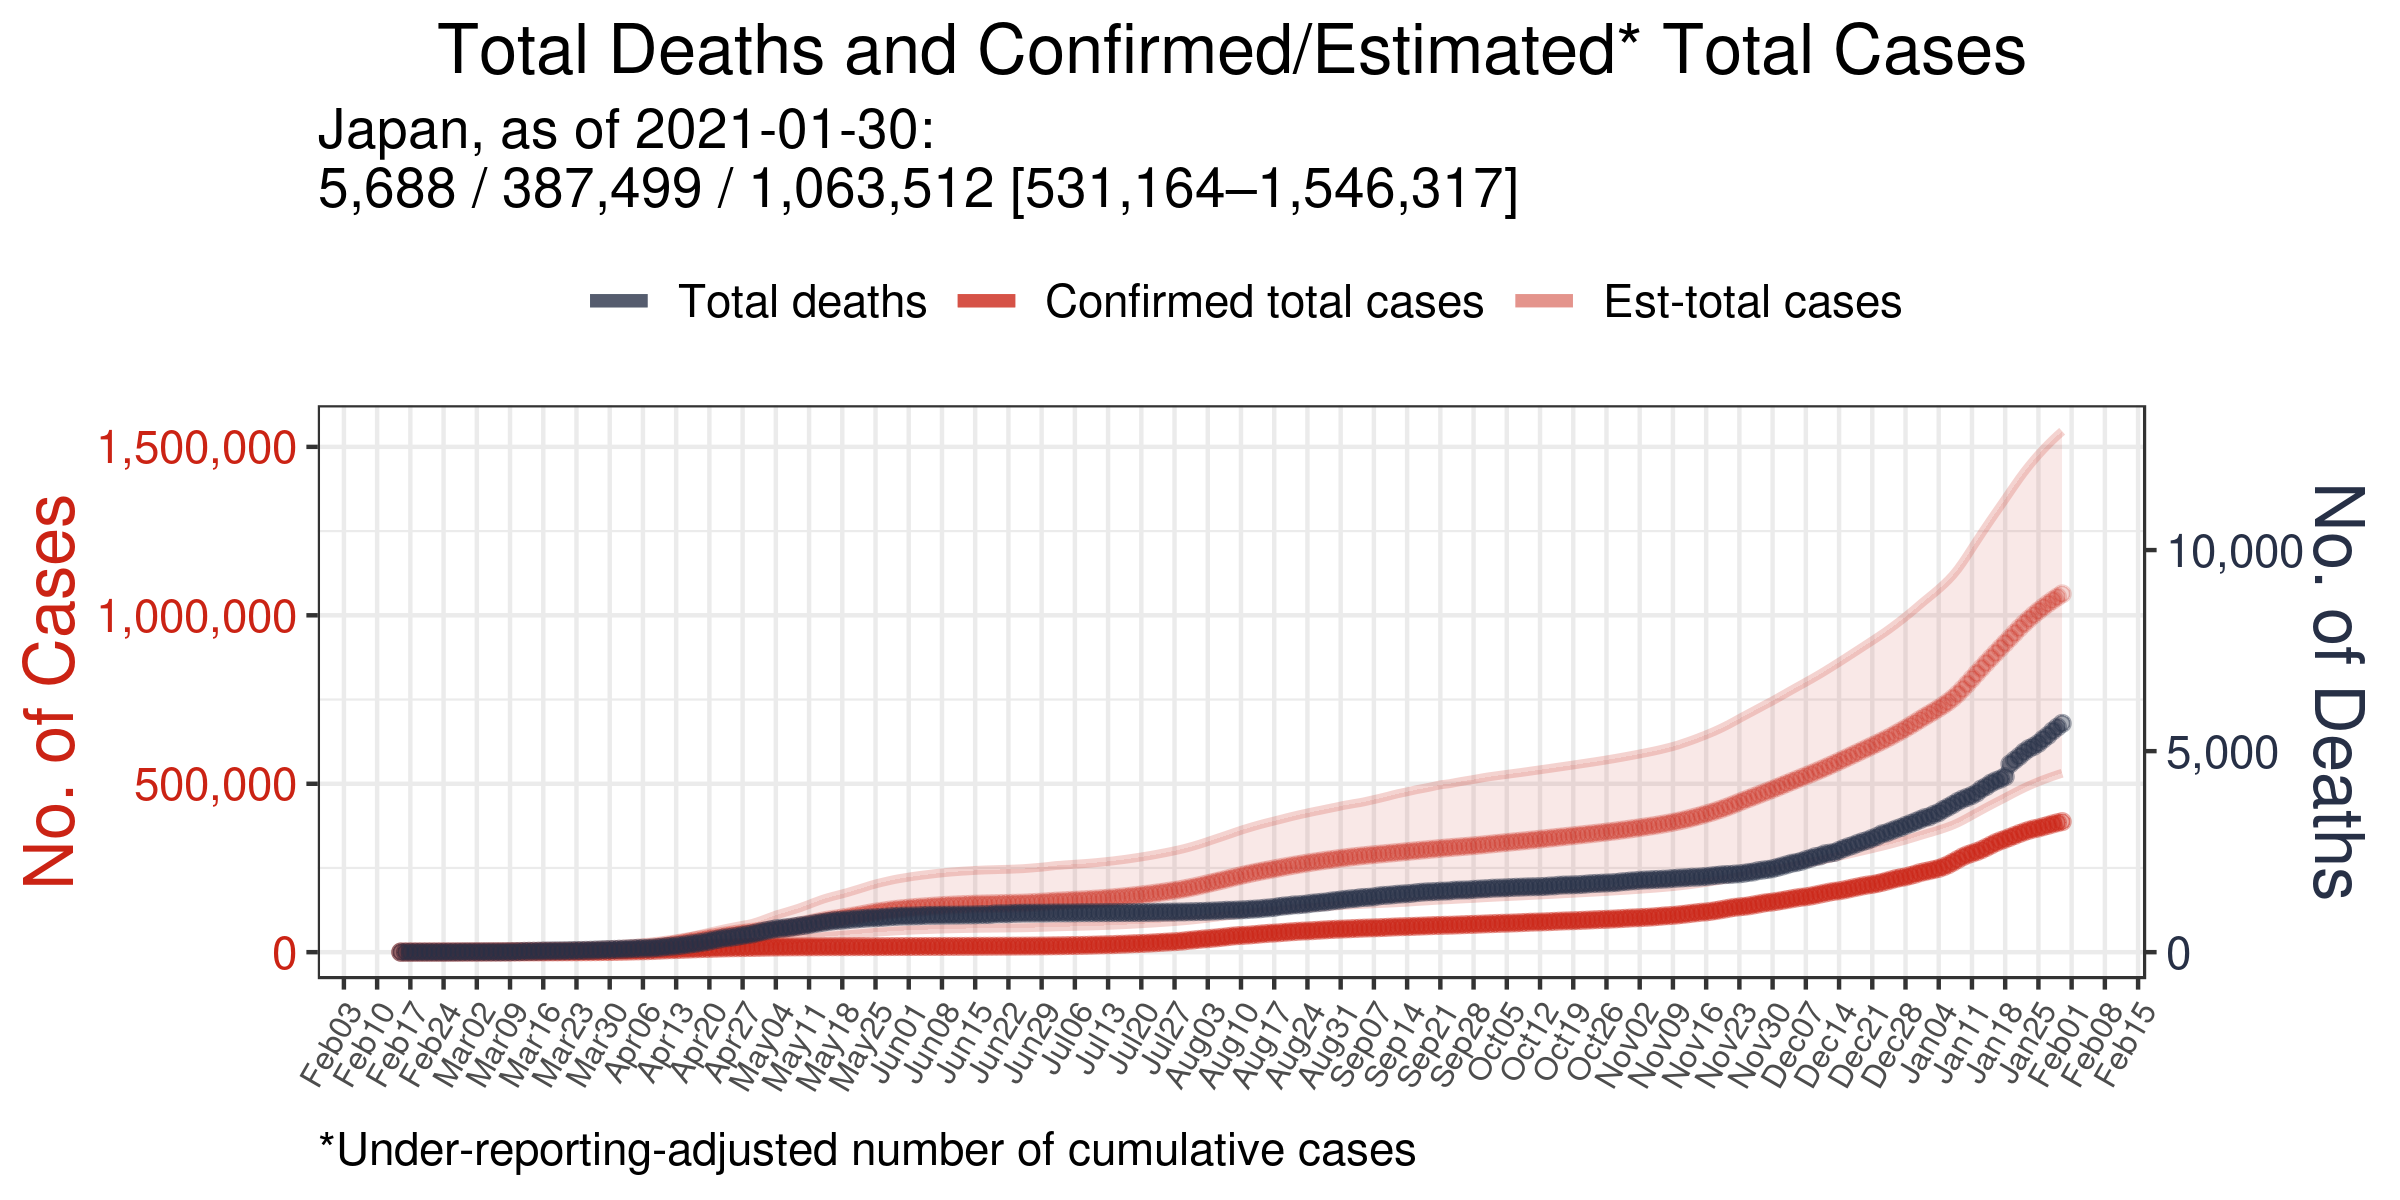 Total Deaths and Confirmed/Estimated* Total Cases
Japan, as of 2021-01-30:
5,688 / 387,499 / 1,063,512 [531,164–1,546,317]
Total deaths
Confirmed total cases
Est-total cases
No. of Cases
1,500,000
1,000,000
500,000
0
10,000
5,000
0
No. of Deaths
Feb03
Feb10
Feb17
Feb24
Mar02
Mar09
Mar16
Mar23
Mar30
Apr06
Apr13
Apr20
Apr27
May04
May11
May18
May25
Jun01
Jun08
Jun15
Jun22
Jun29
Jul06
Jul13
Jul20
Jul27
Aug03
Aug10
Aug17
Aug24
Aug31
Sep07
Sep14
Sep21
Sep28
Oct05
Oct12
Oct19
Oct26
Nov02
Nov09
Nov16
Nov23
Nov30
Dec07
Dec14
Dec21
Dec28
Jan04
Jan11
Jan18
Jan25
Feb01
Feb08
Feb15
*Under-reporting-adjusted number of cumulative cases